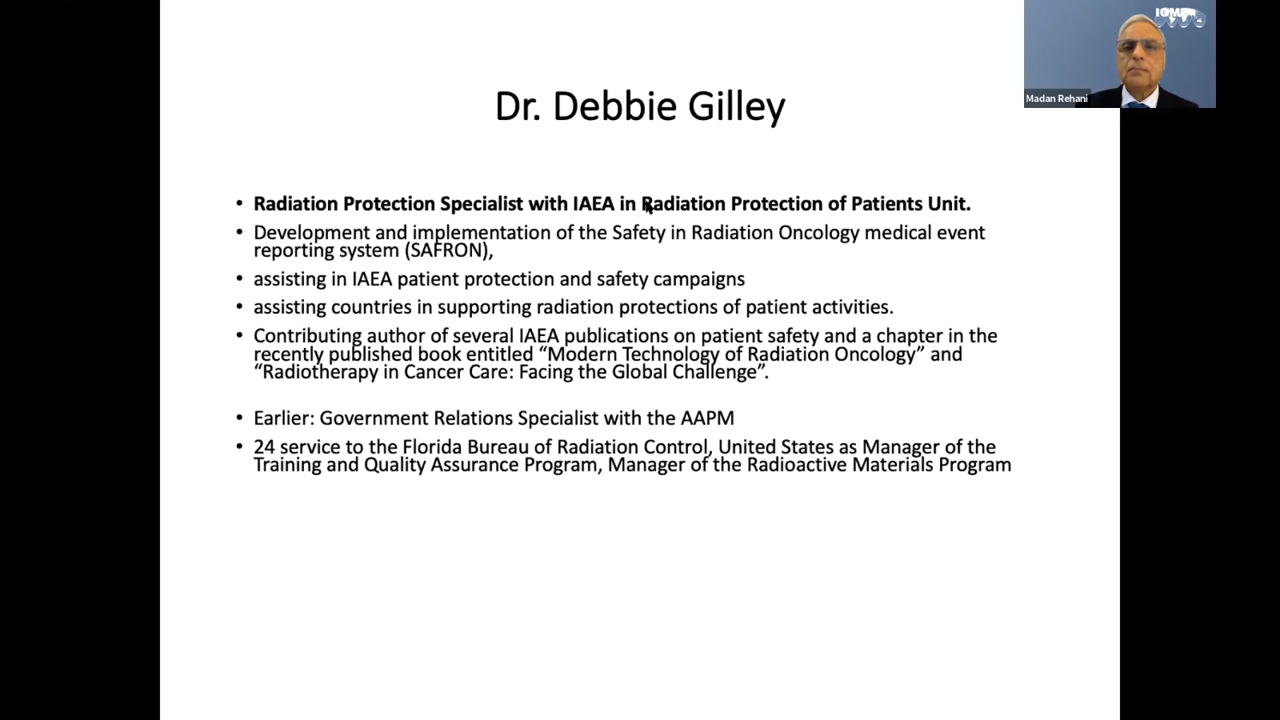 IOMP
Madan Rehani
Dr. Debbie Gilley
• Radiation Protection Specialist with IAEA in Radiation Protection of Patients Unit.
• Development and implementation of the Safety in Radiation Oncology medical event
reporting system (SAFRON),
• assisting in IAEA patient protection and safety campaigns
• assisting countries in supporting radiation protections of patient activities.
• Contributing author of several IAEA publications on patient safety and a chapter in the
recently published book entitled “Modern Technology of Radiation Oncology” and
“Radiotherapy in Cancer Care: Facing the Global Challenge”.
• Earlier: Government Relations Specialist with the AAPM
• 24 service to the Florida Bureau of Radiation Control, United States as Manager of the
Training and Quality Assurance Program, Manager of the Radioactive Materials Program